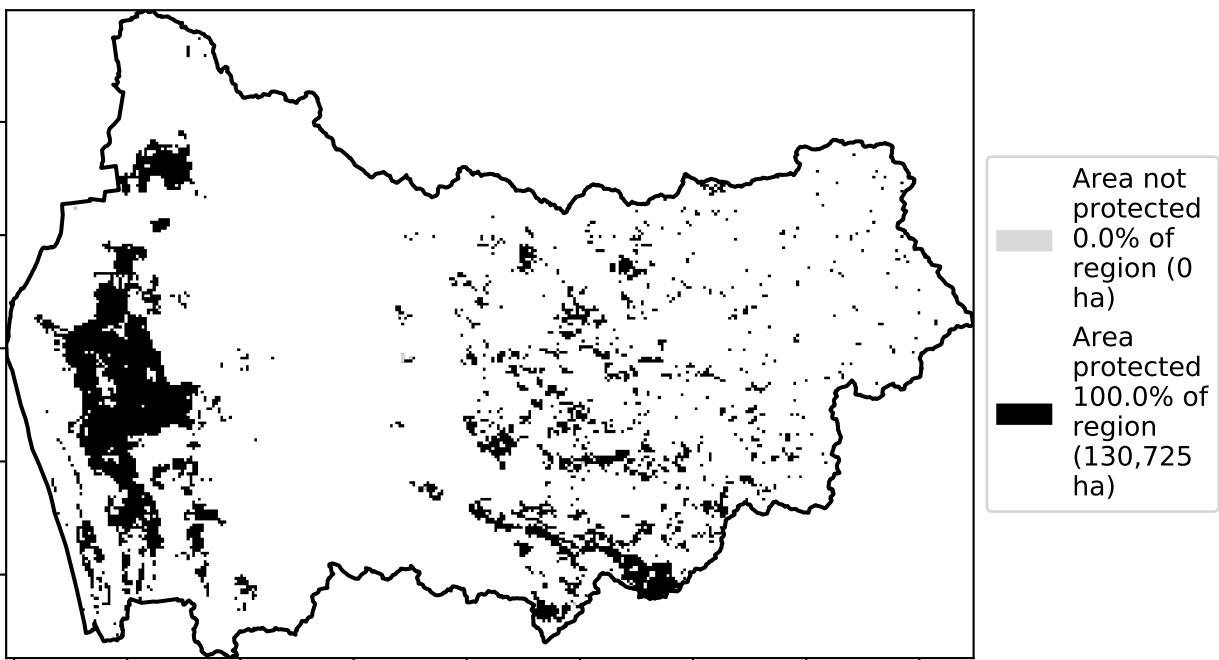 Area not
protected
0.0% of
region (0
ha)
Area
protected
100.0% of
region
(130,725
ha)